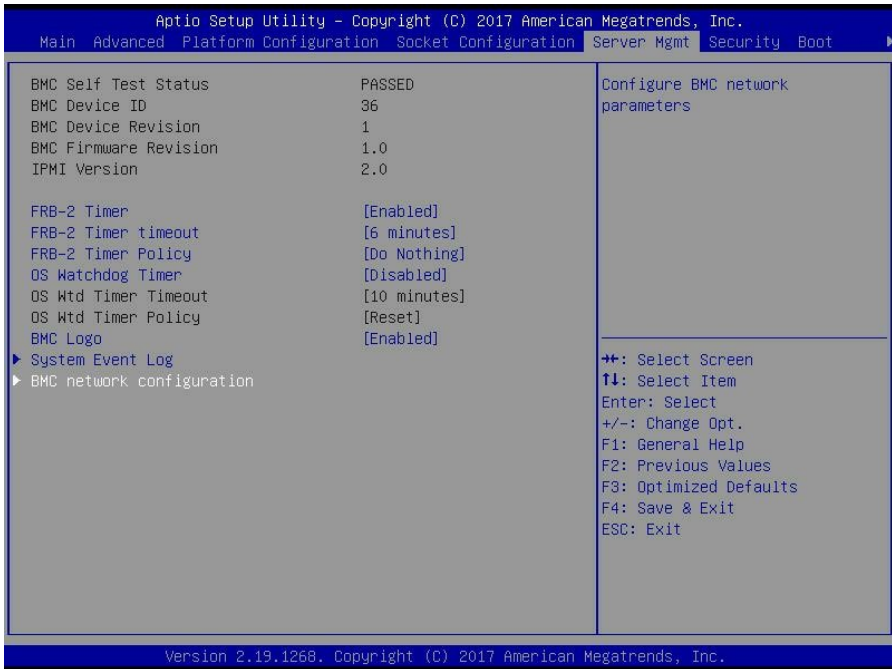 Aptio Setup Utility – Copyright (C) 2017 American Megatrends, Inc.
Main Advanced Platform Configuration Socket Configuration Server Mgmt Security Boot
BMC Self Test Status PASSED
BMC Device ID 36
BMC Device Revision 1
BMC Firmware Revision 1.0
IPMI Version 2.0
FRB-2 Timer [Enabled]
FRB-2 Timer timeout [6 minutes]
FRB-2 Timer Policy [Do Nothing]
OS Watchdog Timer [Disabled]
OS Wtd Timer Timeout [10 minutes]
OS Wtd Timer Policy [Reset]
BMC Logo [Enabled]
System Event Log
BMC network configuration
Configure BMC network
parameters
→←: Select Screen
↑↓: Select Item
Enter: Select
+/-: Change Opt.
F1: General Help
F2: Previous Values
F3: Optimized Defaults
F4: Save & Exit
ESC: Exit
Version 2.19.1268. Copyright (C) 2017 American Megatrends, Inc.